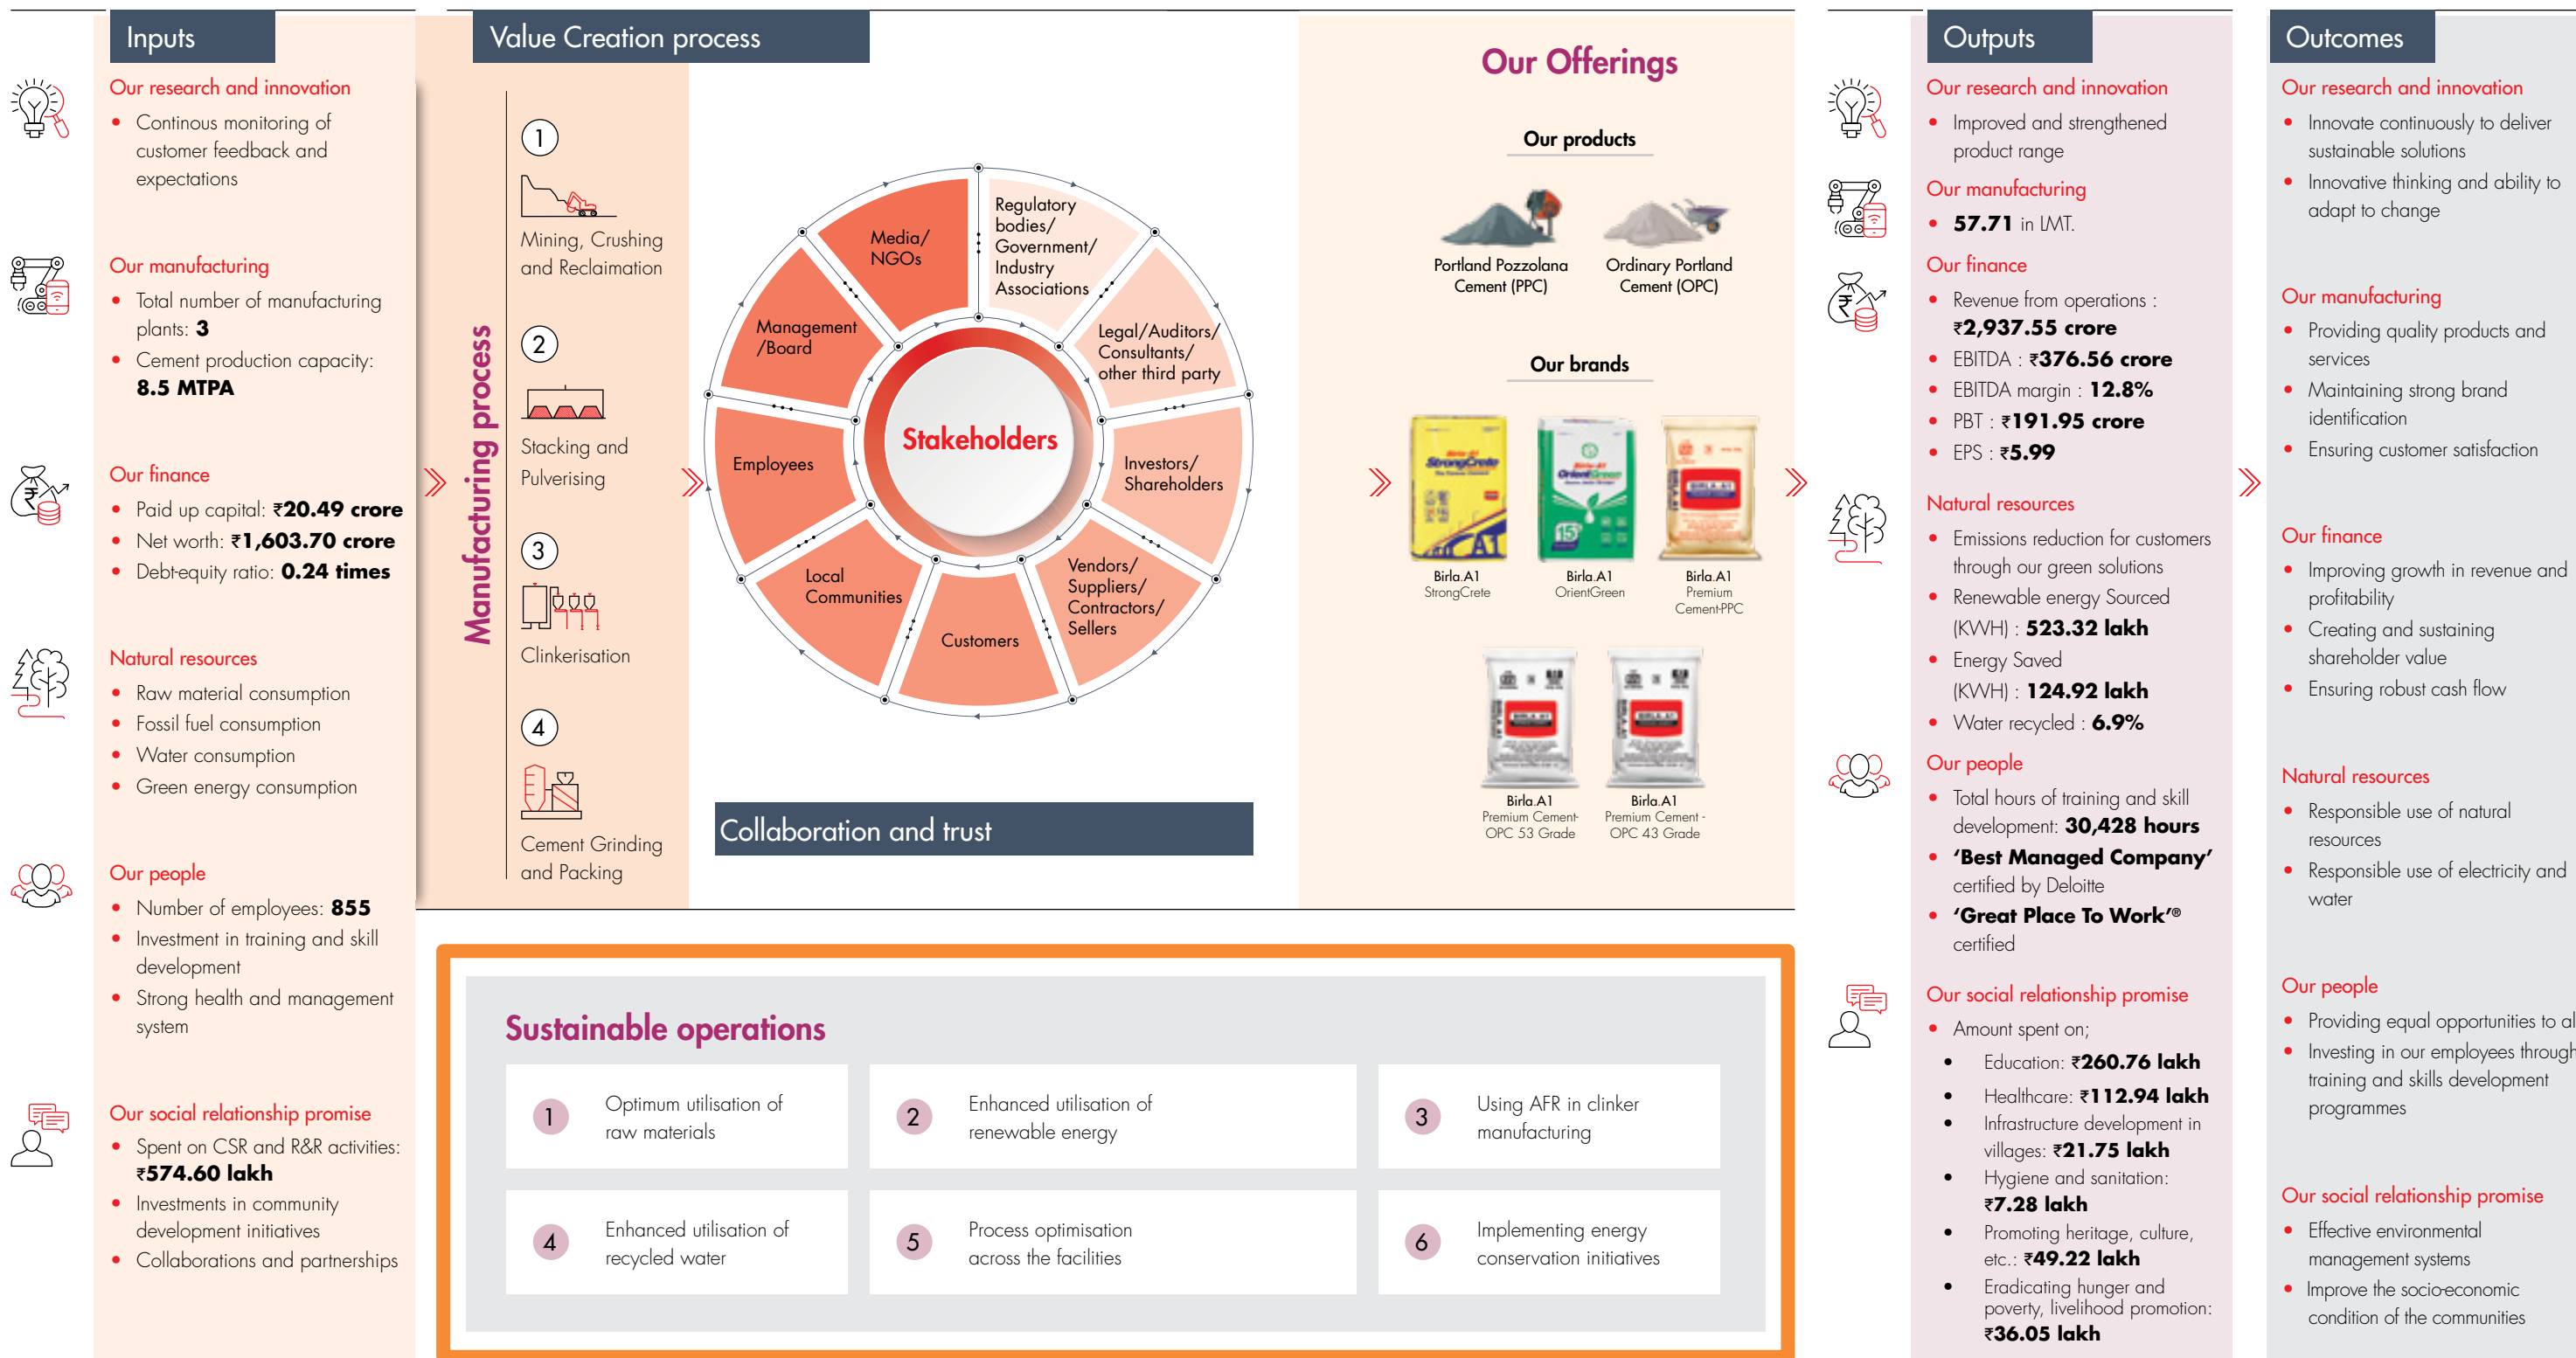 Inputs
Our research and innovation
• Continous monitoring of
customer feedback and
expectations
Our manufacturing
• Total number of manufacturing
plants: 3
• Cement production capacity:
8.5 MTPA
Our finance
• Paid up capital: ₹20.49 crore
• Net worth: ₹1,603.70 crore
• Debt-equity ratio: 0.24 times
Natural resources
• Raw material consumption
• Fossil fuel consumption
• Water consumption
• Green energy consumption
Our people
• Number of employees: 855
• Investment in training and skill
development
• Strong health and management
system
Our social relationship promise
• Spent on CSR and R&R activities:
₹574.60 lakh
• Investments in community
development initiatives
• Collaborations and partnerships
Value Creation process
Manufacturing process
1
Mining, Crushing
and Reclaimation
2
Stacking and
Pulverising
3
Clinkerisation
4
Cement Grinding
and Packing
Stakeholders
Regulatory
bodies/
Government/
Industry
Associations
Legal/Auditors/
Consultants/
other third party
Investors/
Shareholders
Vendors/
Suppliers/
Contractors/
Sellers
Customers
Local
Communities
Employees
Management
/Board
Media/
NGOs
Collaboration and trust
Our Offerings
Our products
Portland Pozzolana
Cement (PPC)
Ordinary Portland
Cement (OPC)
Our brands
Birla.A1
StrongCrete
Birla.A1
OrientGreen
Birla.A1
Premium
Cement-PPC
Birla.A1
Premium Cement-
OPC 53 Grade
Birla.A1
Premium Cement -
OPC 43 Grade
Sustainable operations
1
Optimum utilisation of
raw materials
2
Enhanced utilisation of
renewable energy
3
Using AFR in clinker
manufacturing
4
Enhanced utilisation of
recycled water
5
Process optimisation
across the facilities
6
Implementing energy
conservation initiatives
Outputs
Our research and innovation
• Improved and strengthened
product range
Our manufacturing
• 57.71 in LMT.
Our finance
• Revenue from operations :
₹2,937.55 crore
• EBITDA : ₹376.56 crore
• EBITDA margin : 12.8%
• PBT : ₹191.95 crore
• EPS : ₹5.99
Natural resources
• Emissions reduction for customers
through our green solutions
• Renewable energy Sourced
(KWH) : 523.32 lakh
• Energy Saved
(KWH) : 124.92 lakh
• Water recycled : 6.9%
Our people
• Total hours of training and skill
development: 30,428 hours
• ‘Best Managed Company’
certified by Deloitte
• ‘Great Place To Work’®
certified
Our social relationship promise
• Amount spent on;
• Education: ₹260.76 lakh
• Healthcare: ₹112.94 lakh
• Infrastructure development in
villages: ₹21.75 lakh
• Hygiene and sanitation:
₹7.28 lakh
• Promoting heritage, culture,
etc.: ₹49.22 lakh
• Eradicating hunger and
poverty, livelihood promotion:
₹36.05 lakh
Outcomes
Our research and innovation
• Innovate continuously to deliver
sustainable solutions
• Innovative thinking and ability to
adapt to change
Our manufacturing
• Providing quality products and
services
• Maintaining strong brand
identification
• Ensuring customer satisfaction
Our finance
• Improving growth in revenue and
profitability
• Creating and sustaining
shareholder value
• Ensuring robust cash flow
Natural resources
• Responsible use of natural
resources
• Responsible use of electricity and
water
Our people
• Providing equal opportunities to al
• Investing in our employees through
training and skills development
programmes
Our social relationship promise
• Effective environmental
management systems
• Improve the socio-economic
condition of the communities